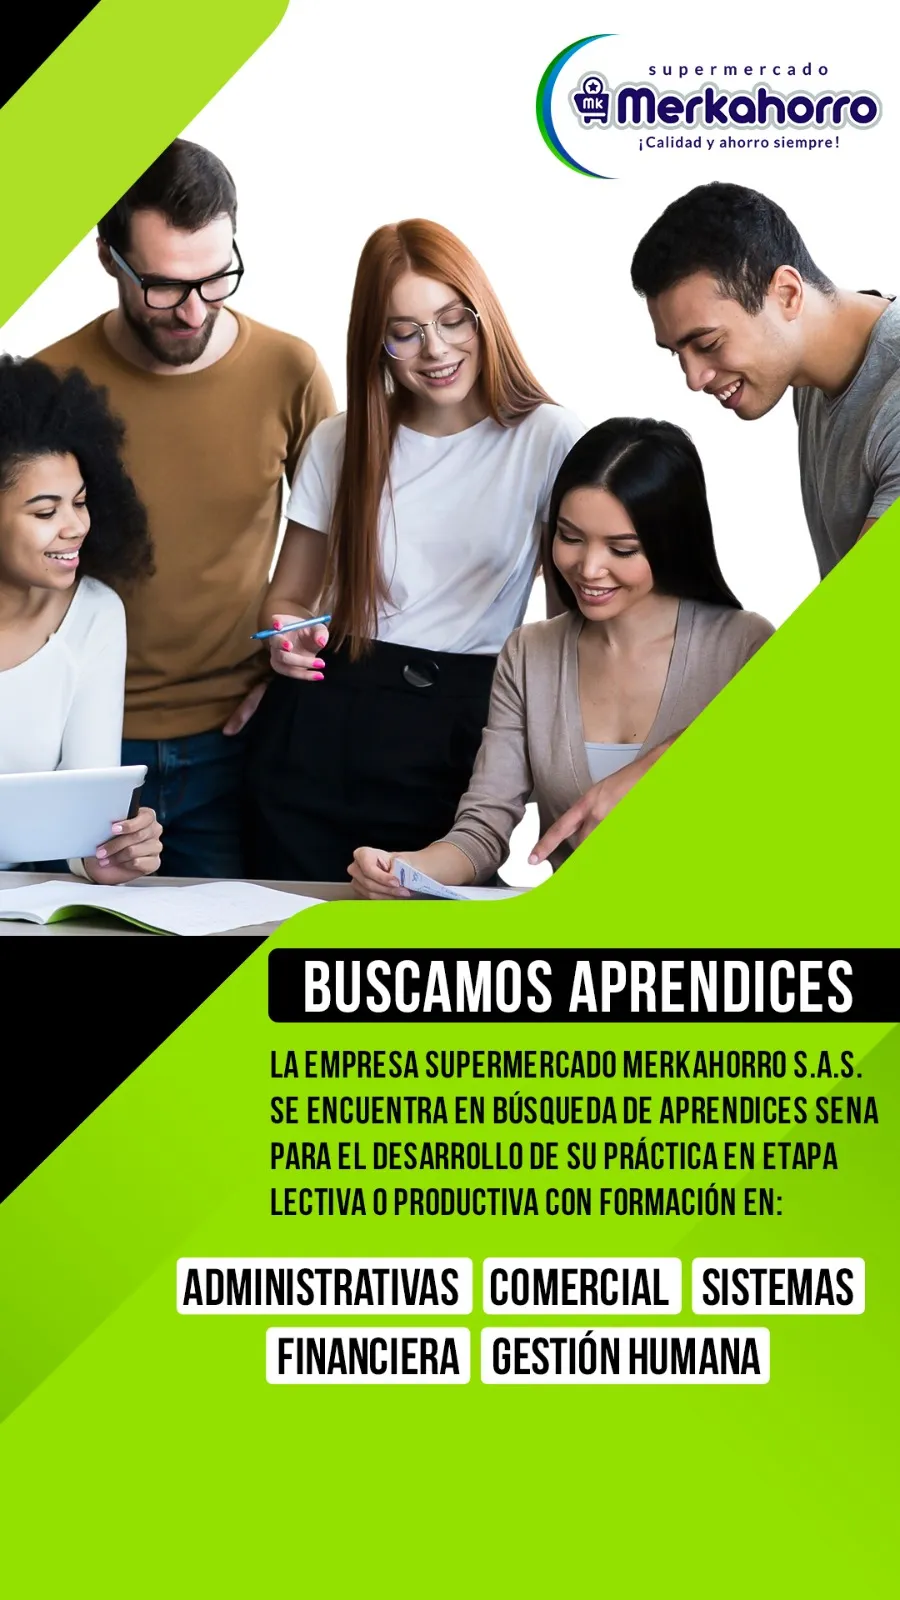 supermercado
mk Merkahorro
¡Calidad y ahorro siempre!
BUSCAMOS APRENDICES
LA EMPRESA SUPERMERCADO MERKAHORRO S.A.S.
SE ENCUENTRA EN BÚSQUEDA DE APRENDICES SENA
PARA EL DESARROLLO DE SU PRÁCTICA EN ETAPA
LECTIVA O PRODUCTIVA CON FORMACIÓN EN:
ADMINISTRATIVAS COMERCIAL SISTEMAS
FINANCIERA GESTIÓN HUMANA